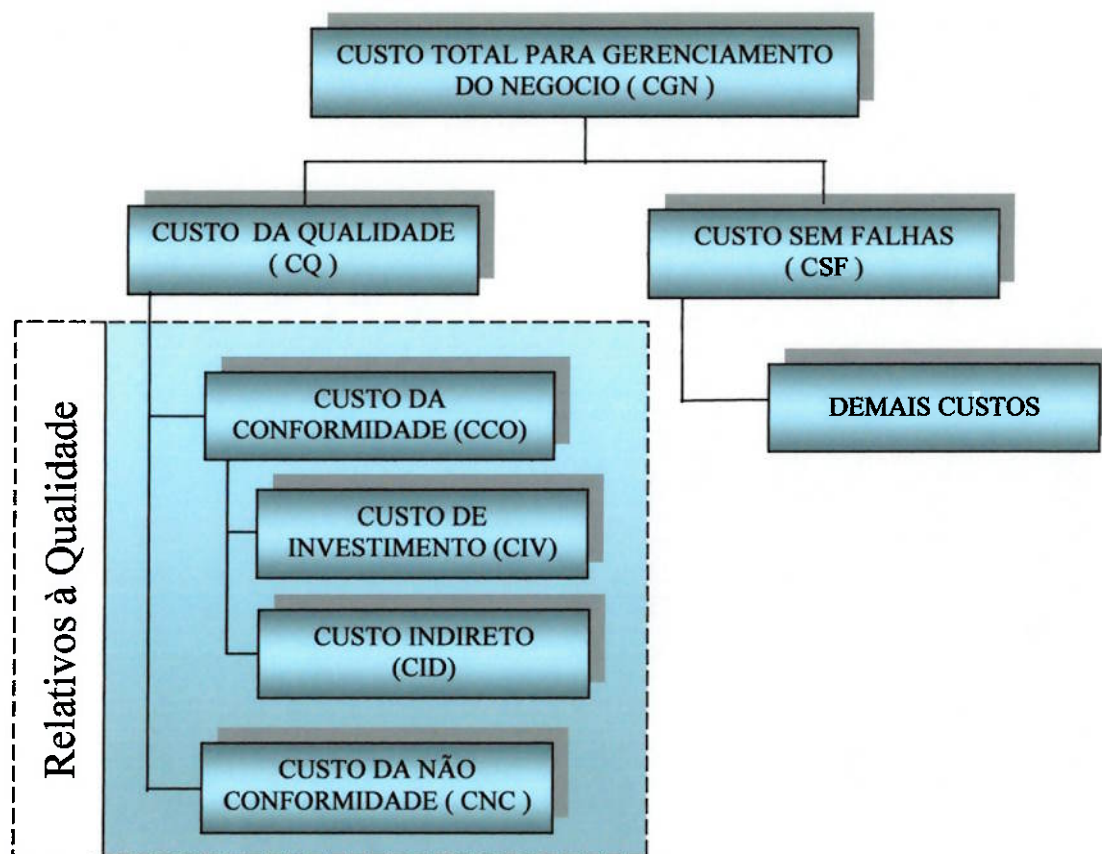 CUSTO TOTAL PARA GERENCIAMENTO
DO NEGOCIO ( CGN )
CUSTO DA QUALIDADE
( CQ )
CUSTO SEM FALHAS
( CSF )
Relativos à Qualidade
CUSTO DA
CONFORMIDADE (CCO)
DEMAIS CUSTOS
CUSTO DE
INVESTIMENTO (CIV)
CUSTO INDIRETO
(CID)
CUSTO DA NÃO
CONFORMIDADE ( CNC )